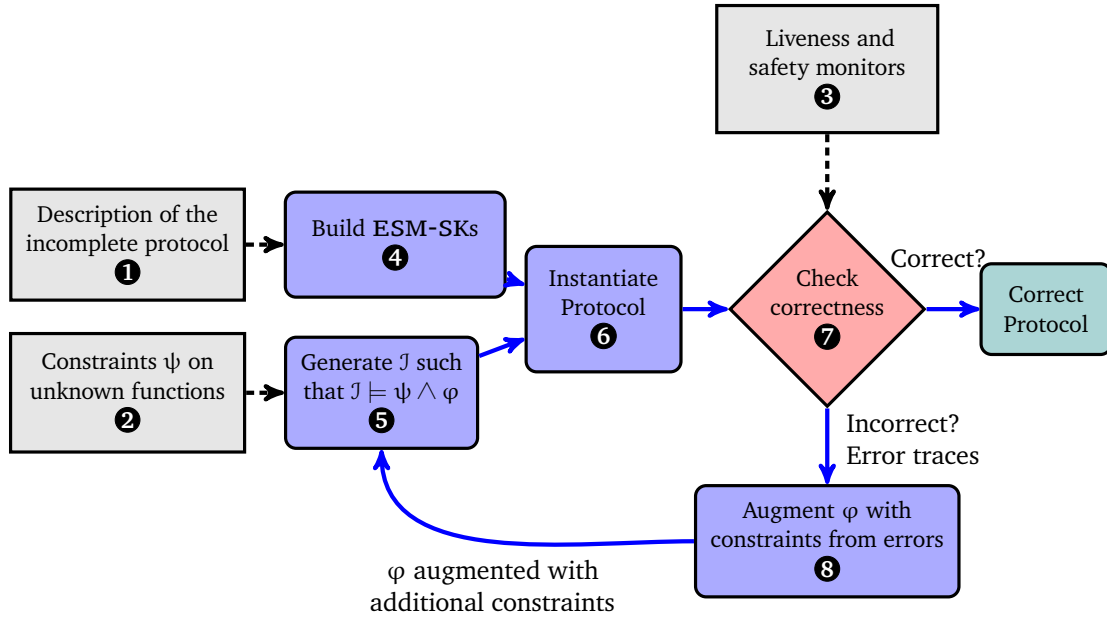 Liveness and
safety monitors
❸
Description of the
incomplete protocol
❶
Build ESM-SKs
❹
Instantiate
Protocol
❻
Check
correctness
❼
Correct?
Correct
Protocol
Constraints ψ on
unknown functions
❷
Generate ℐ such
that ℐ ⊨ ψ ∧ φ
❺
Incorrect?
Error traces
Augment φ with
constraints from errors
❽
φ augmented with
additional constraints